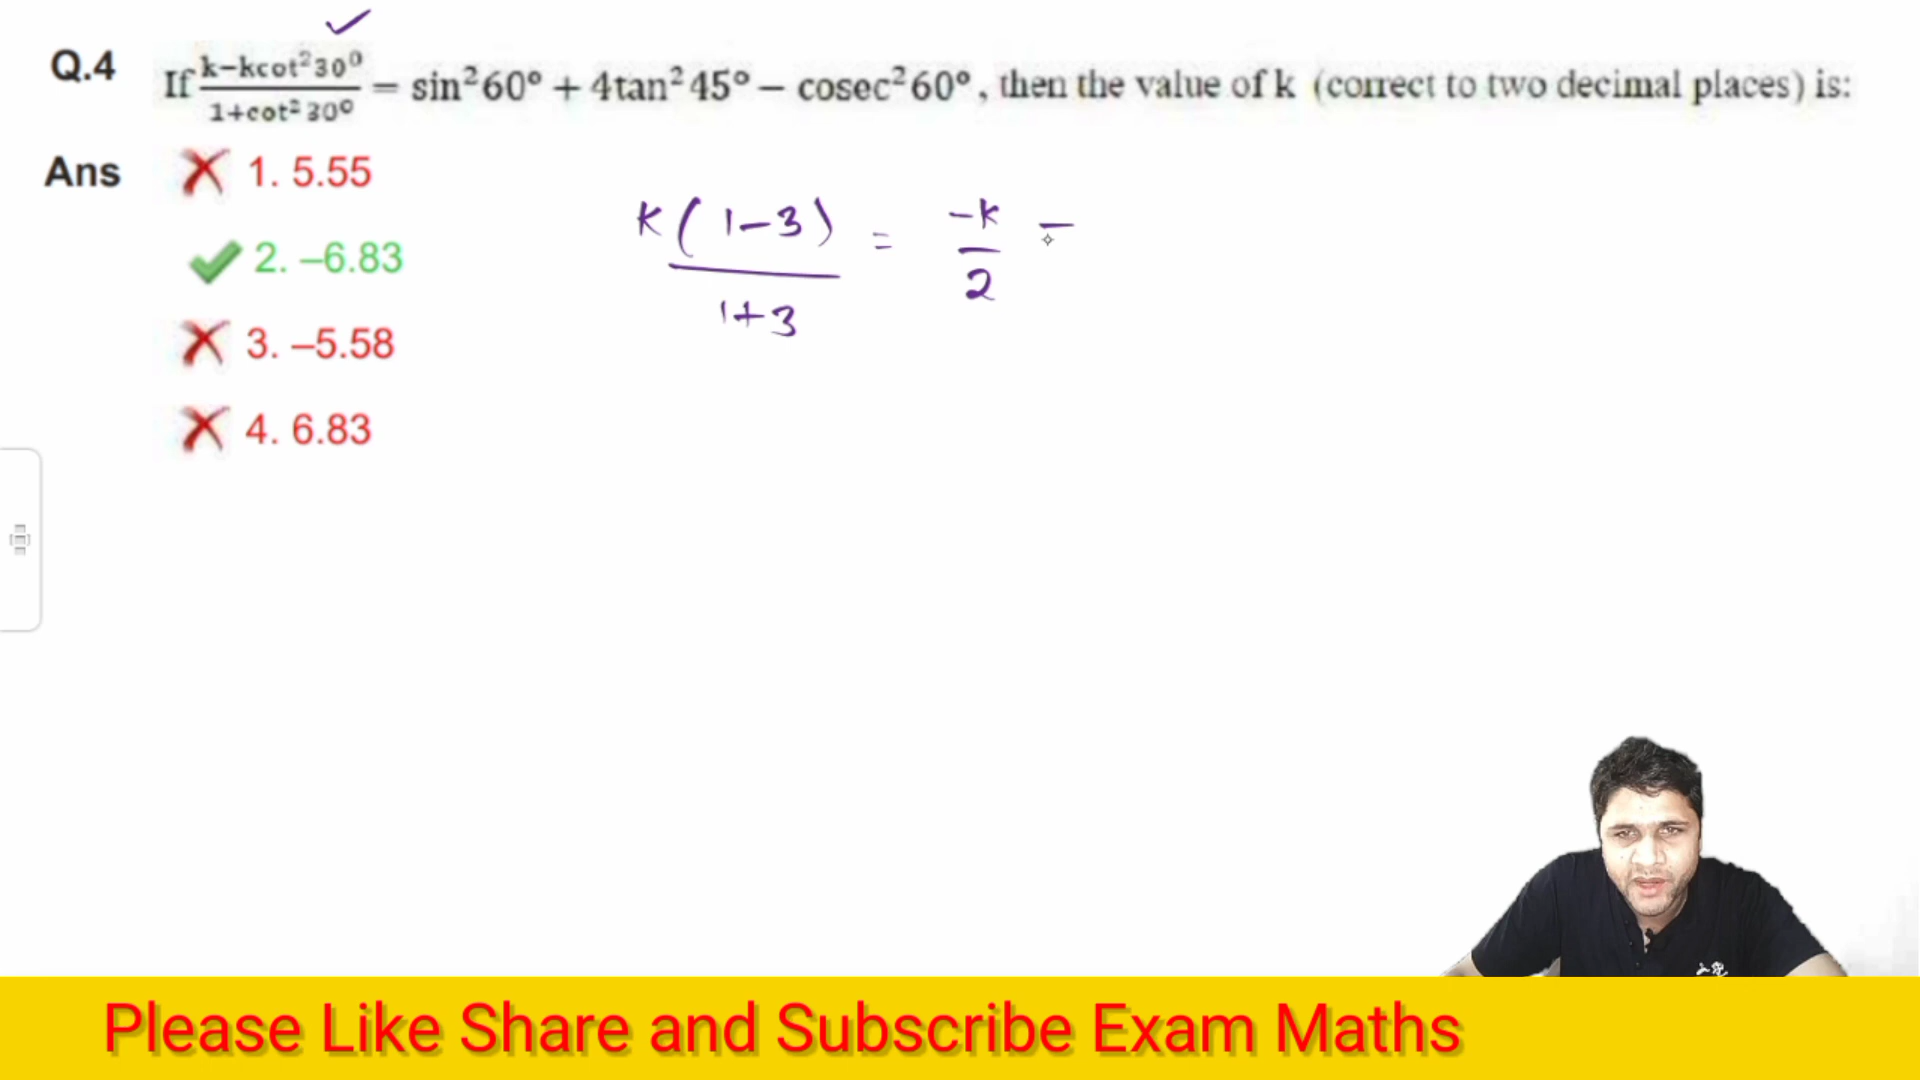 Q.4 If k–kcot²30⁰ / 1+cot²30⁰ = sin²60° + 4tan²45° – cosec²60°, then the value of k (correct to two decimal places) is:
Ans 1. 5.55
2. –6.83
3. –5.58
4. 6.83
K(1–3) / 1+3 = –k / 2 –
Please Like Share and Subscribe Exam Maths